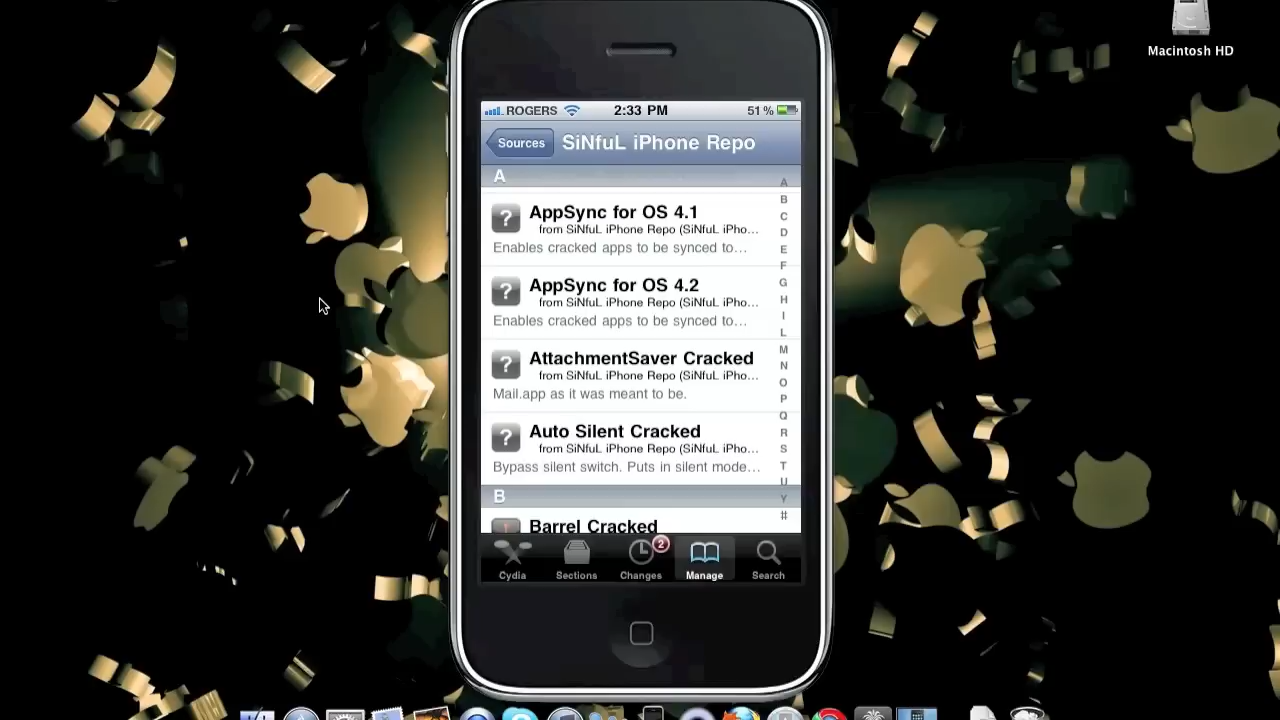 Macintosh HD
ROGERS 2:33 PM 51%
Sources SiNfuL iPhone Repo
A
AppSync for OS 4.1
from SiNfuL iPhone Repo (SiNfuL iPho...
Enables cracked apps to be synced to...
AppSync for OS 4.2
from SiNfuL iPhone Repo (SiNfuL iPho...
Enables cracked apps to be synced to...
AttachmentSaver Cracked
from SiNfuL iPhone Repo (SiNfuL iPho...
Mail.app as it was meant to be.
Auto Silent Cracked
from SiNfuL iPhone Repo (SiNfuL iPho...
Bypass silent switch. Puts in silent mode...
B
Barrel Cracked
A
B
C
D
E
F
G
H
I
L
M
N
O
P
Q
R
S
T
U
Y
#
2
Cydia Sections Changes Manage Search